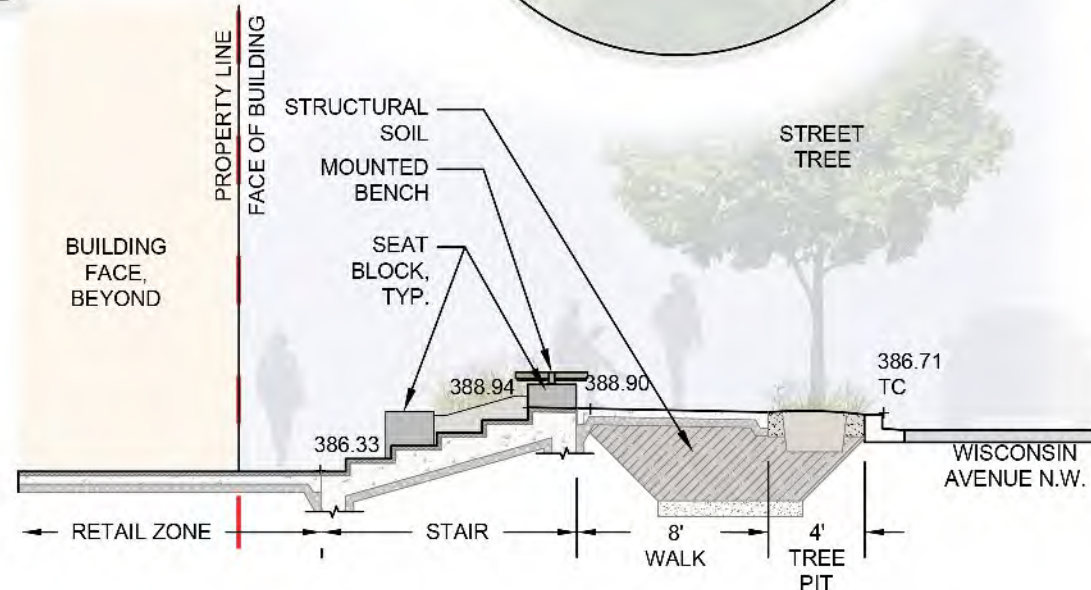 PROPERTY LINE
FACE OF BUILDING
STRUCTURAL
SOIL
STREET
TREE
MOUNTED
BENCH
BUILDING
FACE,
BEYOND
SEAT
BLOCK,
TYP.
386.33
388.94
388.90
386.71
TC
WISCONSIN
AVENUE N.W.
RETAIL ZONE
STAIR
8'
WALK
4'
TREE
PIT